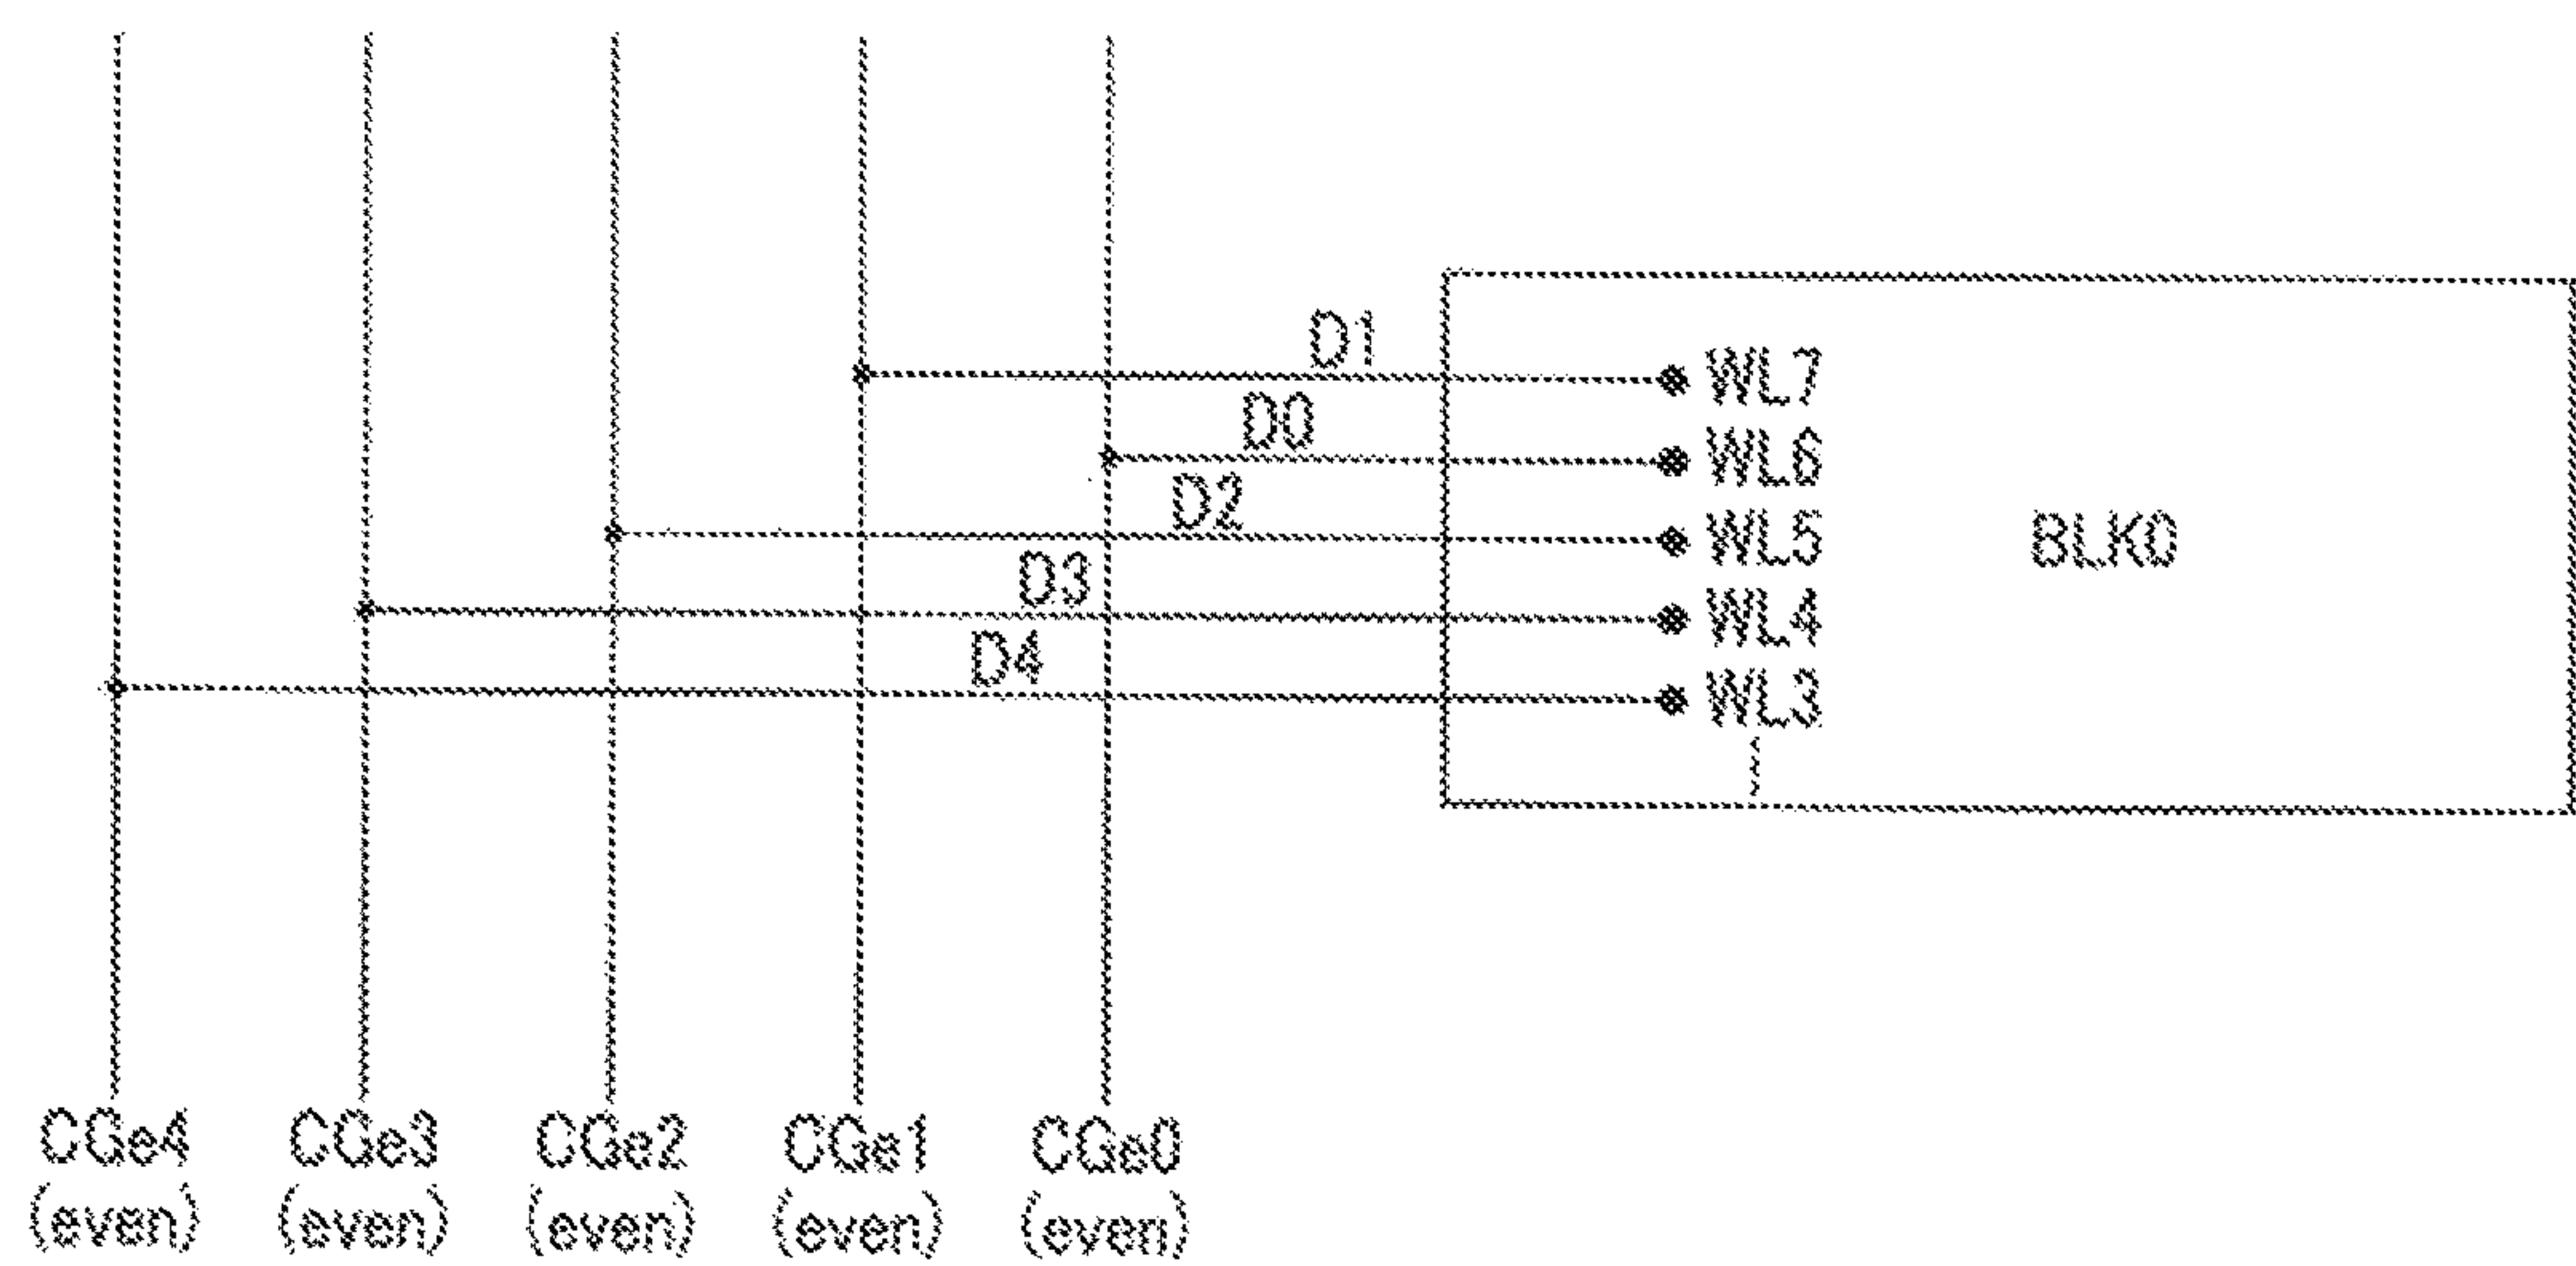 D1
WL7
D0
WL6
D2
WL5
BLK0
D3
WL4
D4
WL3
CGe4
(even)
CGe3
(even)
CGe2
(even)
CGe1
(even)
CGe0
(even)